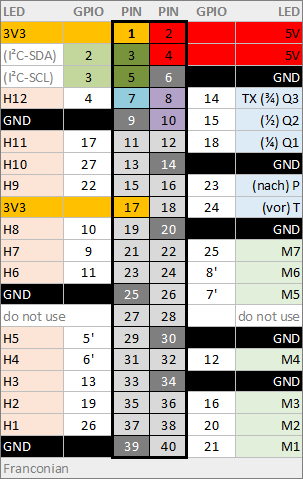 LED GPIO PIN PIN GPIO LED
3V3 1 2 5V
(I²C-SDA) 2 3 4 5V
(I²C-SCL) 3 5 6 GND
H12 4 7 8 14 TX (¾) Q3
GND 9 10 15 (½) Q2
H11 17 11 12 18 (¼) Q1
H10 27 13 14 GND
H9 22 15 16 23 (nach) P
3V3 17 18 24 (vor) T
H8 10 19 20 GND
H7 9 21 22 25 M7
H6 11 23 24 8' M6
GND 25 26 7' M5
do not use 27 28 do not use
H5 5' 29 30 GND
H4 6' 31 32 12 M4
H3 13 33 34 GND
H2 19 35 36 16 M3
H1 26 37 38 20 M2
GND 39 40 21 M1
Franconian